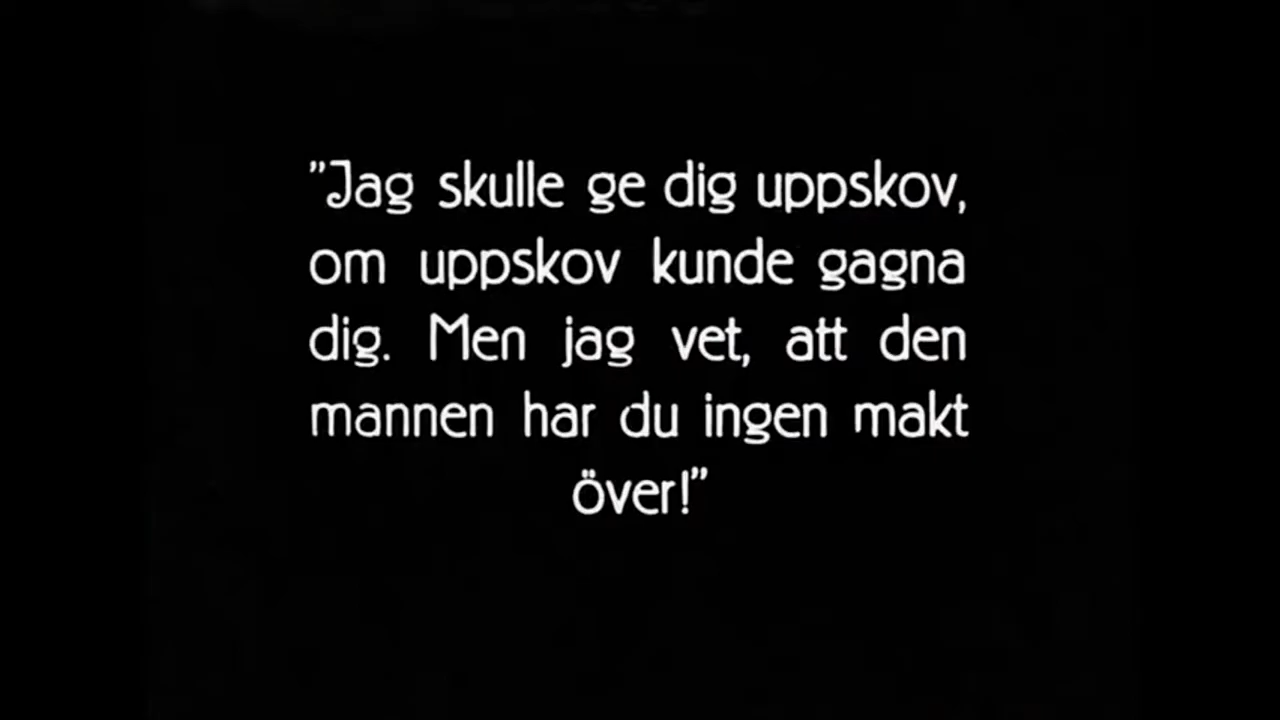 ”Jag skulle ge dig uppskov,
om uppskov kunde gagna
dig. Men jag vet, att den
mannen har du ingen makt
över!”